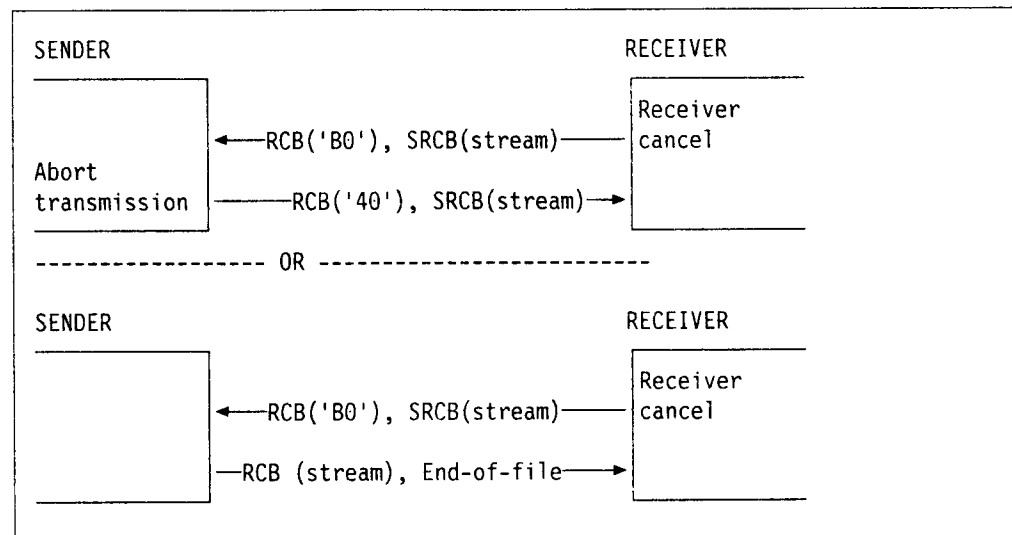 SENDER RECEIVER
Receiver
RCB('B0'), SRCB(stream) cancel
Abort
transmission RCB('40'), SRCB(stream)
OR
SENDER RECEIVER
Receiver
RCB('B0'), SRCB(stream) cancel
RCB (stream), End-of-file